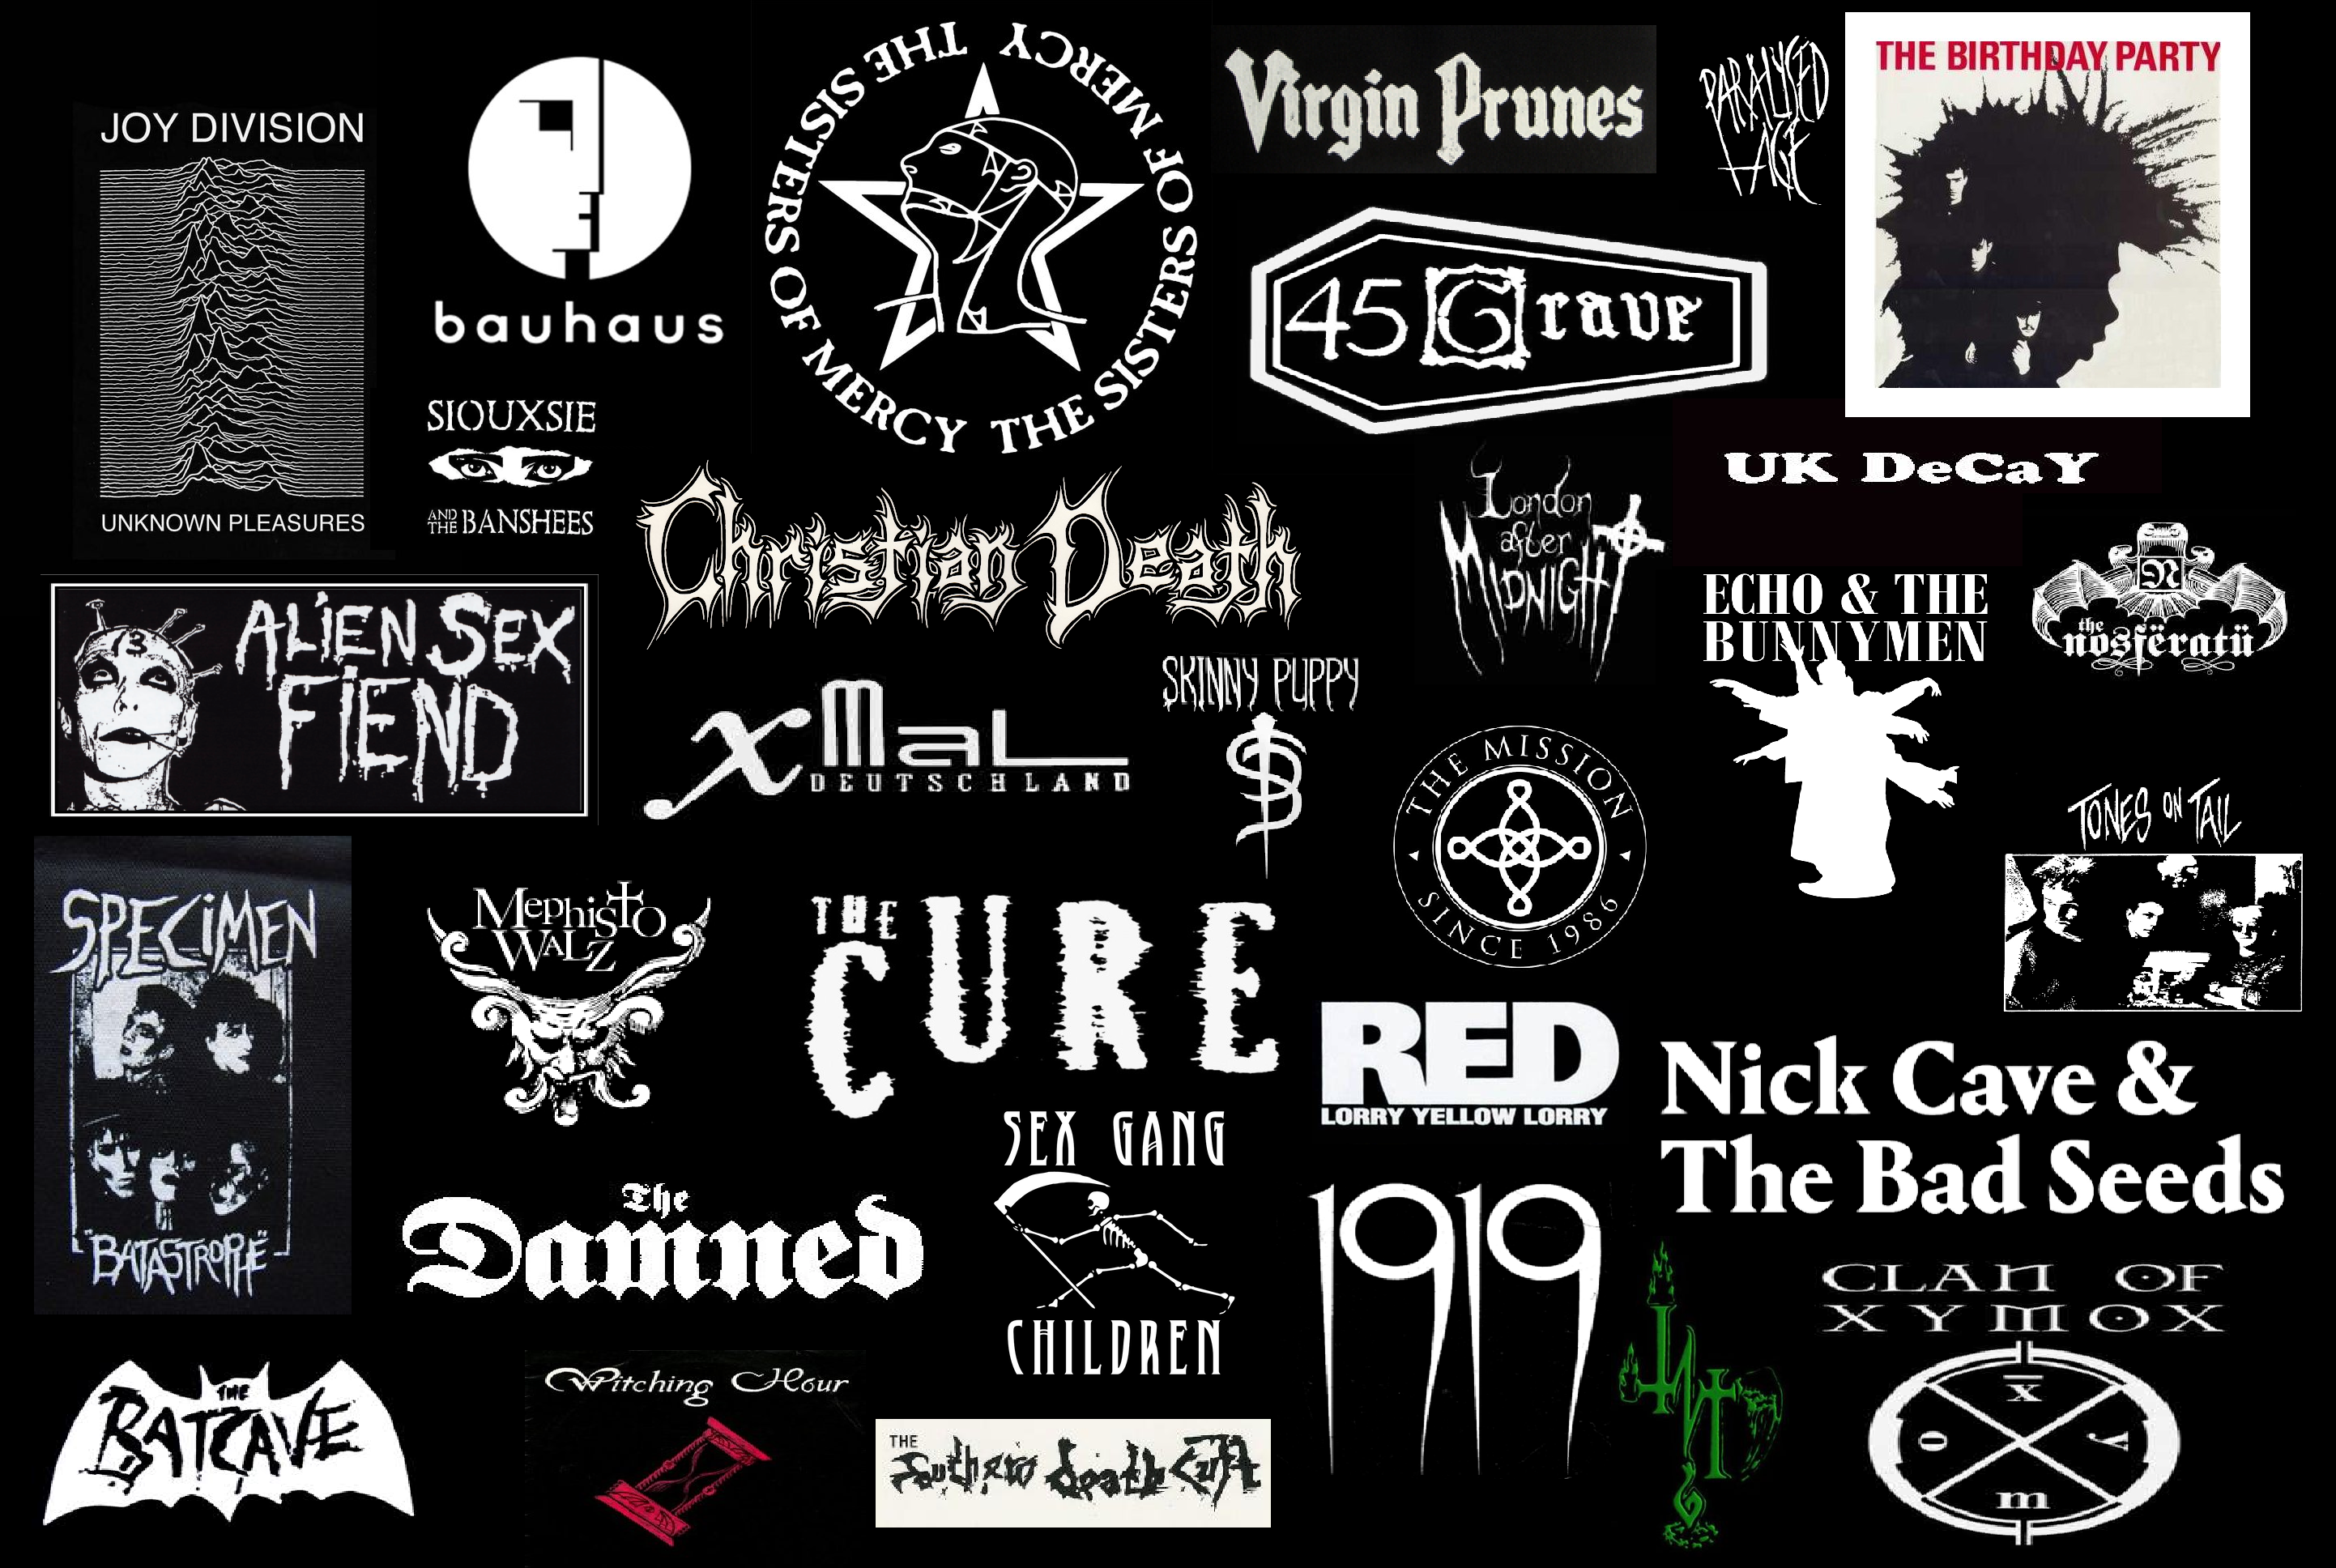 JOY DIVISION
UNKNOWN PLEASURES
bauhaus
THE SISTERS OF MERCY THE SISTERS OF MERCY
Virgin Prunes
PARALYSED
AGE
THE BIRTHDAY PARTY
45 Grave
SIOUXSIE
AND THE BANSHEES
Christian Death
London
after
MIDNIGHT
UK DeCaY
ECHO & THE
BUNNYMEN
N
the
nosferätü
ALiEN SEX
FiEND
xMaL
DEUTSCHLAND
SKINNY PUPPY
THE MISSION
SINCE 1986
TONES ON TAIL
SPECiMEN
"BATASTROPHE"
Mephisto
WALZ
THE
CURE
RED
LORRY YELLOW LORRY
Nick Cave &
The Bad Seeds
SEX GANG
CHILDREN
The
Damned
1919
CLAN OF
XYMOX
x
o y
m
THE
BATCAVE
Witching Hour
THE
Southern death Cult